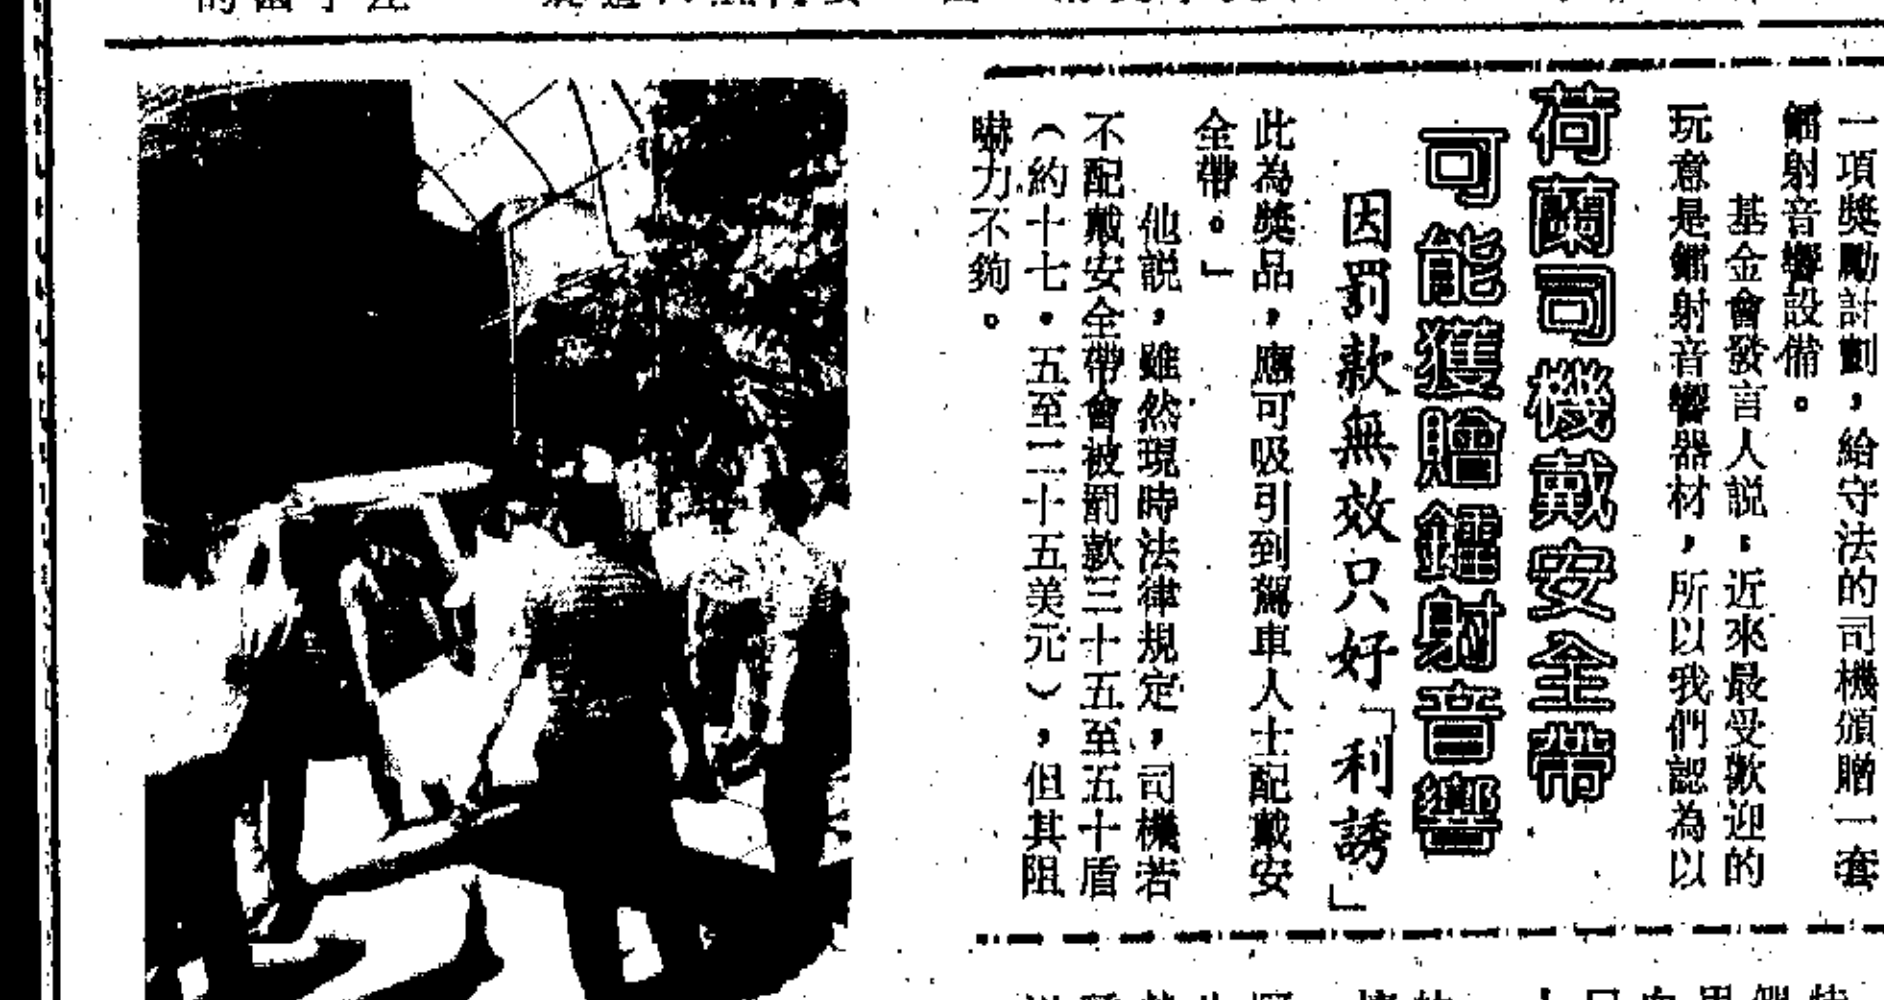 一項獎勵計劃，給守法的司機頒贈一套
鐳射音響設備。
基金會發言人說：近來最受歡迎的
玩意是鐳射音響器材，所以我們認為以
荷蘭司機戴安全帶
可能獲贈鐳射音響
因罰款無效只好「利誘」
此為獎品，應可吸引到駕車人士配戴安
全帶。」
他說，雖然現時法律規定，司機若
不配戴安全帶會被罰款三十五至五十盾
（約十七・五至二十五美元），但其阻
嚇力不夠。